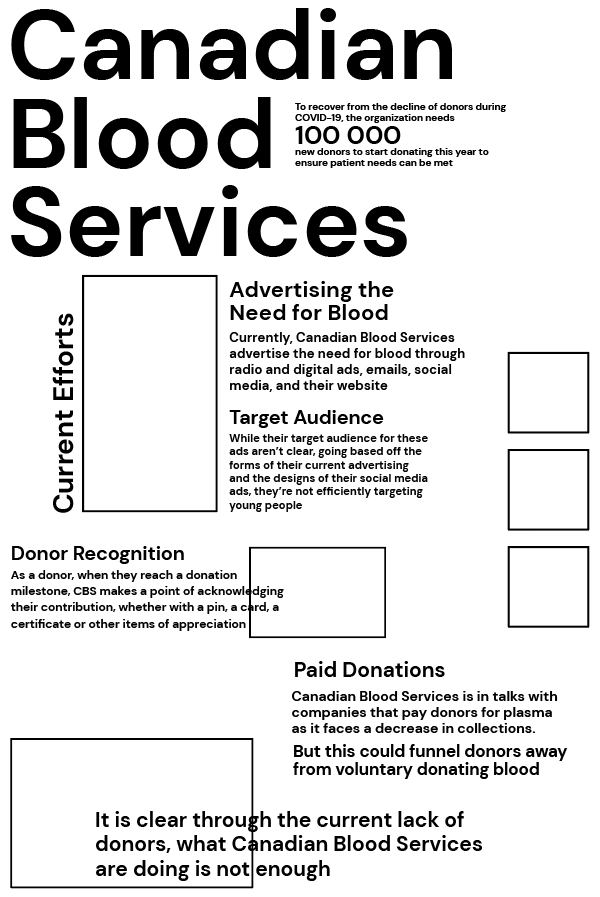 Canadian
Blood
Services
To recover from the decline of donors during
COVID-19, the organization needs
100 000
new donors to start donating this year to
ensure patient needs can be met
Current Efforts
Advertising the
Need for Blood
Currently, Canadian Blood Services
advertise the need for blood through
radio and digital ads, emails, social
media, and their website
Target Audience
While their target audience for these
ads aren't clear, going based off the
forms of their current advertising
and the designs of their social media
ads, they're not efficiently targeting
young people
Donor Recognition
As a donor, when they reach a donation
milestone, CBS makes a point of acknowledging
their contribution, whether with a pin, a card, a
certificate or other items of appreciation
Paid Donations
Canadian Blood Services is in talks with
companies that pay donors for plasma
as it faces a decrease in collections.
But this could funnel donors away
from voluntary donating blood
It is clear through the current lack of
donors, what Canadian Blood Services
are doing is not enough